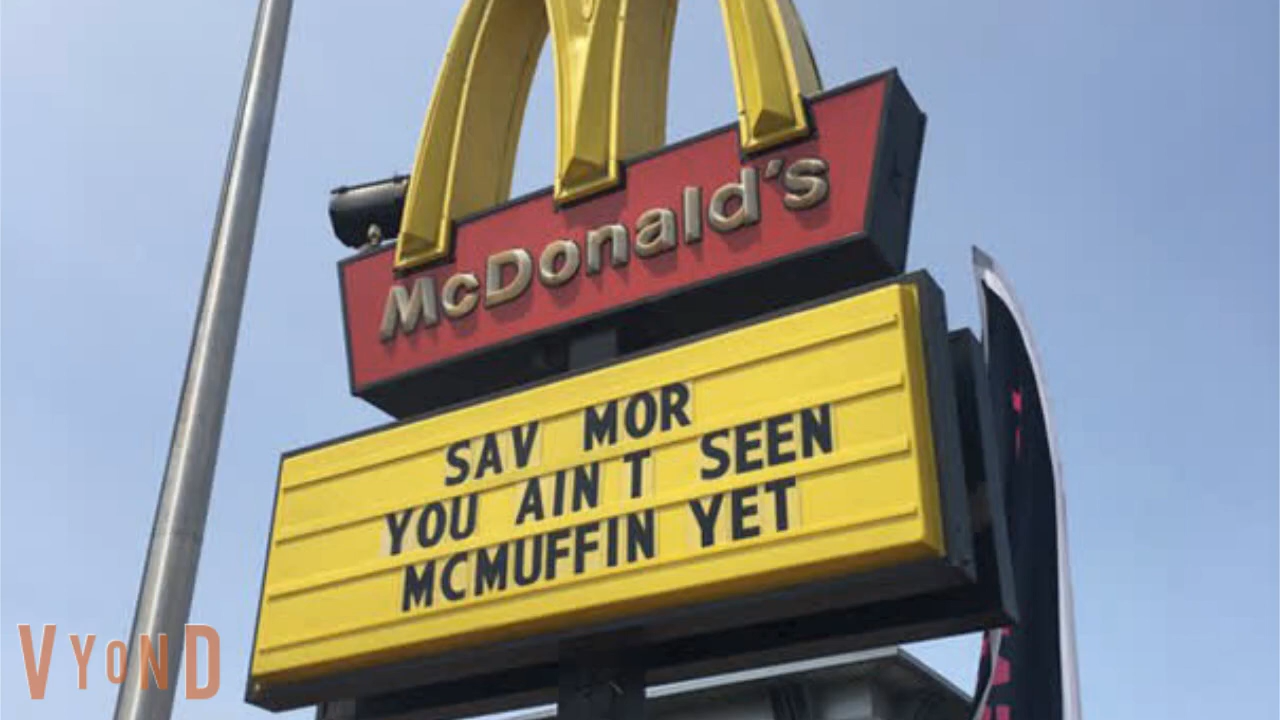 McDonald's
SAV MOR
YOU AIN T SEEN
MCMUFFIN YET
VYOND